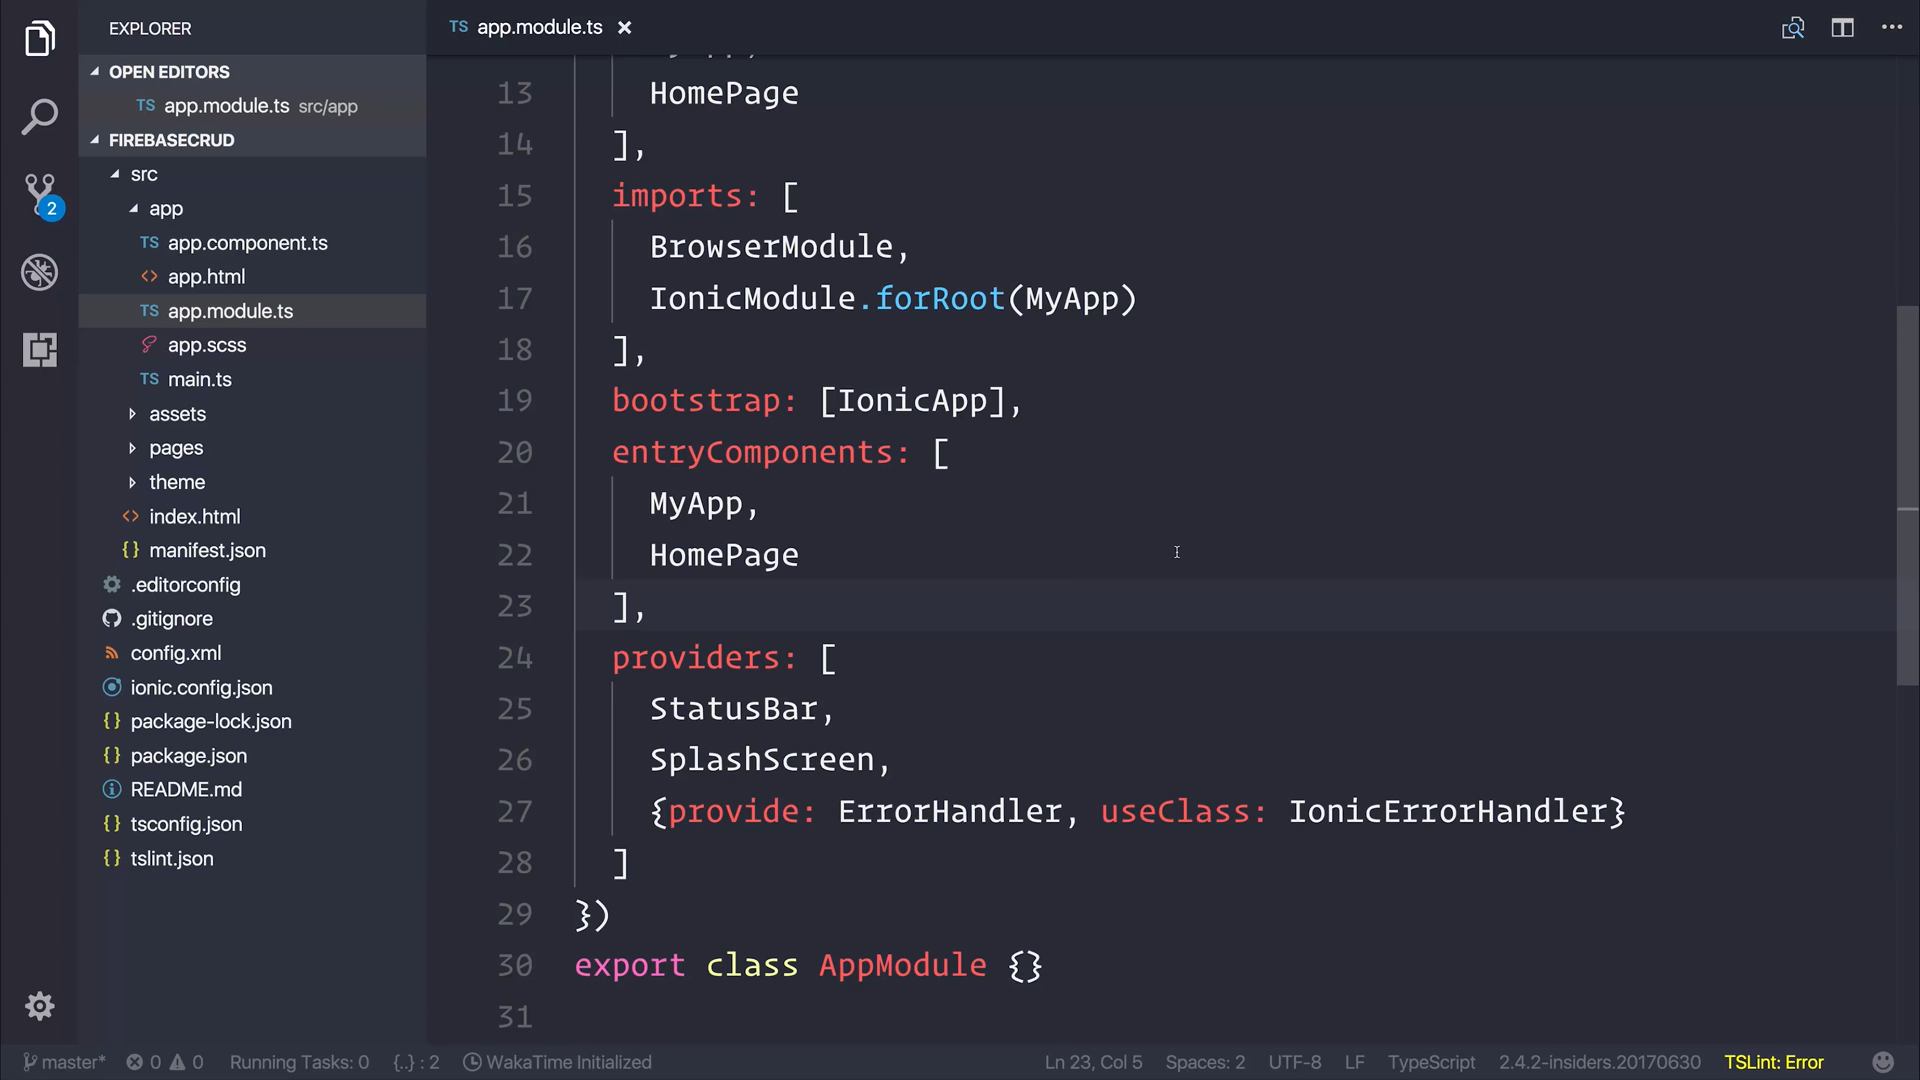 EXPLORER
OPEN EDITORS
TS app.module.ts src/app
FIREBASECRUD
src
app
TS app.component.ts
<> app.html
TS app.module.ts
app.scss
TS main.ts
assets
pages
theme
<> index.html
{} manifest.json
.editorconfig
.gitignore
config.xml
ionic.config.json
{} package-lock.json
{} package.json
README.md
{} tsconfig.json
{} tslint.json
2
TS app.module.ts
13 HomePage
14 ],
15 imports: [
16 BrowserModule,
17 IonicModule.forRoot(MyApp)
18 ],
19 bootstrap: [IonicApp],
20 entryComponents: [
21 MyApp,
22 HomePage
23 ],
24 providers: [
25 StatusBar,
26 SplashScreen,
27 {provide: ErrorHandler, useClass: IonicErrorHandler}
28 ]
29 })
30 export class AppModule {}
31
master* 0 0 Running Tasks: 0 {..} : 2 WakaTime Initialized Ln 23, Col 5 Spaces: 2 UTF-8 LF TypeScript 2.4.2-insiders.20170630 TSLint: Error